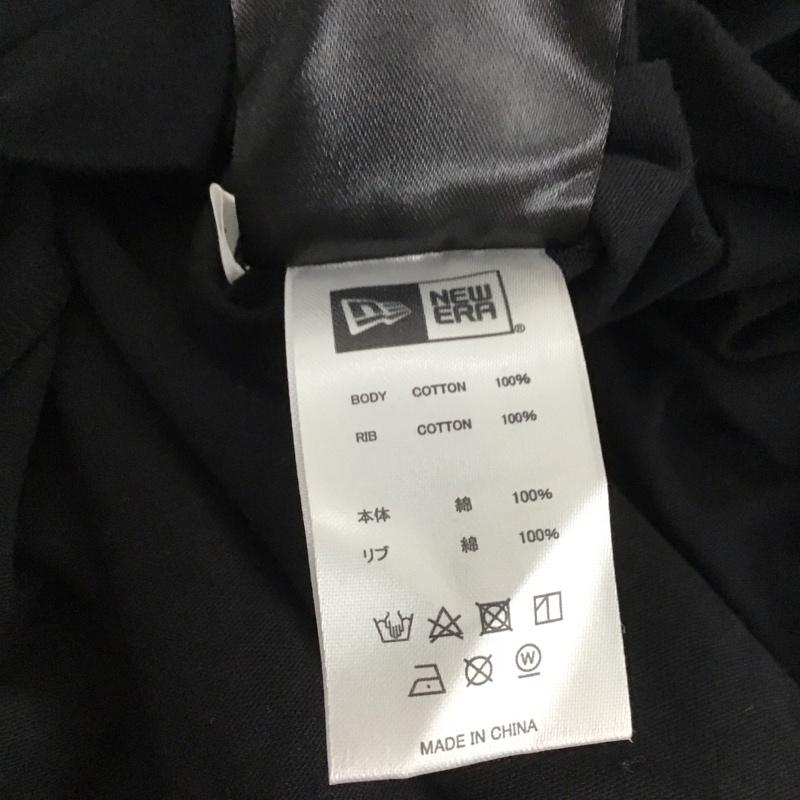 NEW
ERA®
BODY COTTON 100%
RIB COTTON 100%
本体 綿 100%
リブ 綿 100%
W
MADE IN CHINA